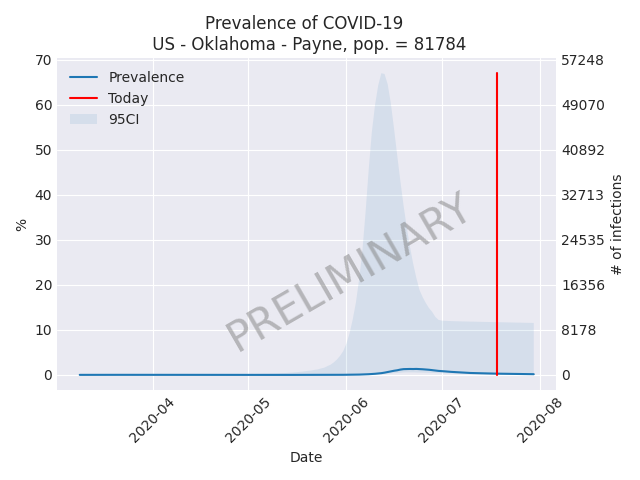 Prevalence of COVID-19
US - Oklahoma - Payne, pop. = 81784
Prevalence
Today
95CI
PRELIMINARY
70
60
50
40
30
20
10
0
%
57248
49070
40892
32713
24535
16356
8178
0
# of infections
2020-04
2020-05
2020-06
2020-07
2020-08
Date